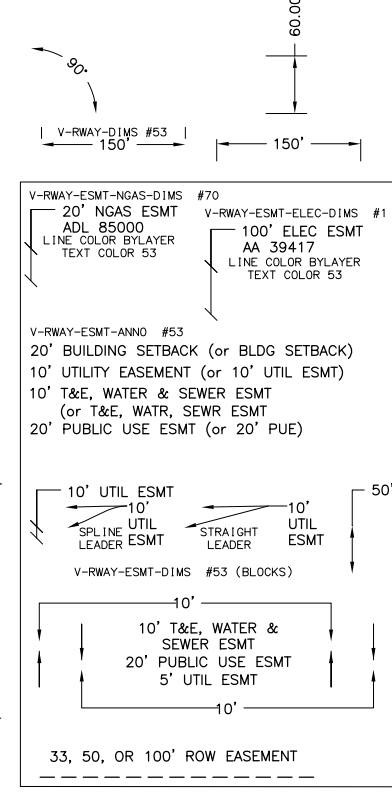 60.00
90°
V-RWAY-DIMS #53
150'
150'
V-RWAY-ESMT-NGAS-DIMS #70
20' NGAS ESMT
ADL 85000
LINE COLOR BYLAYER
TEXT COLOR 53
V-RWAY-ESMT-ELEC-DIMS #1
100' ELEC ESMT
AA 39417
LINE COLOR BYLAYER
TEXT COLOR 53
V-RWAY-ESMT-ANNO #53
20' BUILDING SETBACK (or BLDG SETBACK)
10' UTILITY EASEMENT (or 10' UTIL ESMT)
10' T&E, WATER & SEWER ESMT
(or T&E, WATR, SEWR ESMT
20' PUBLIC USE ESMT (or 20' PUE)
10' UTIL ESMT
10'
UTIL
ESMT
SPLINE
LEADER
10'
UTIL
ESMT
STRAIGHT
LEADER
50'
V-RWAY-ESMT-DIMS #53 (BLOCKS)
10'
10' T&E, WATER &
SEWER ESMT
20' PUBLIC USE ESMT
5' UTIL ESMT
10'
33, 50, OR 100' ROW EASEMENT